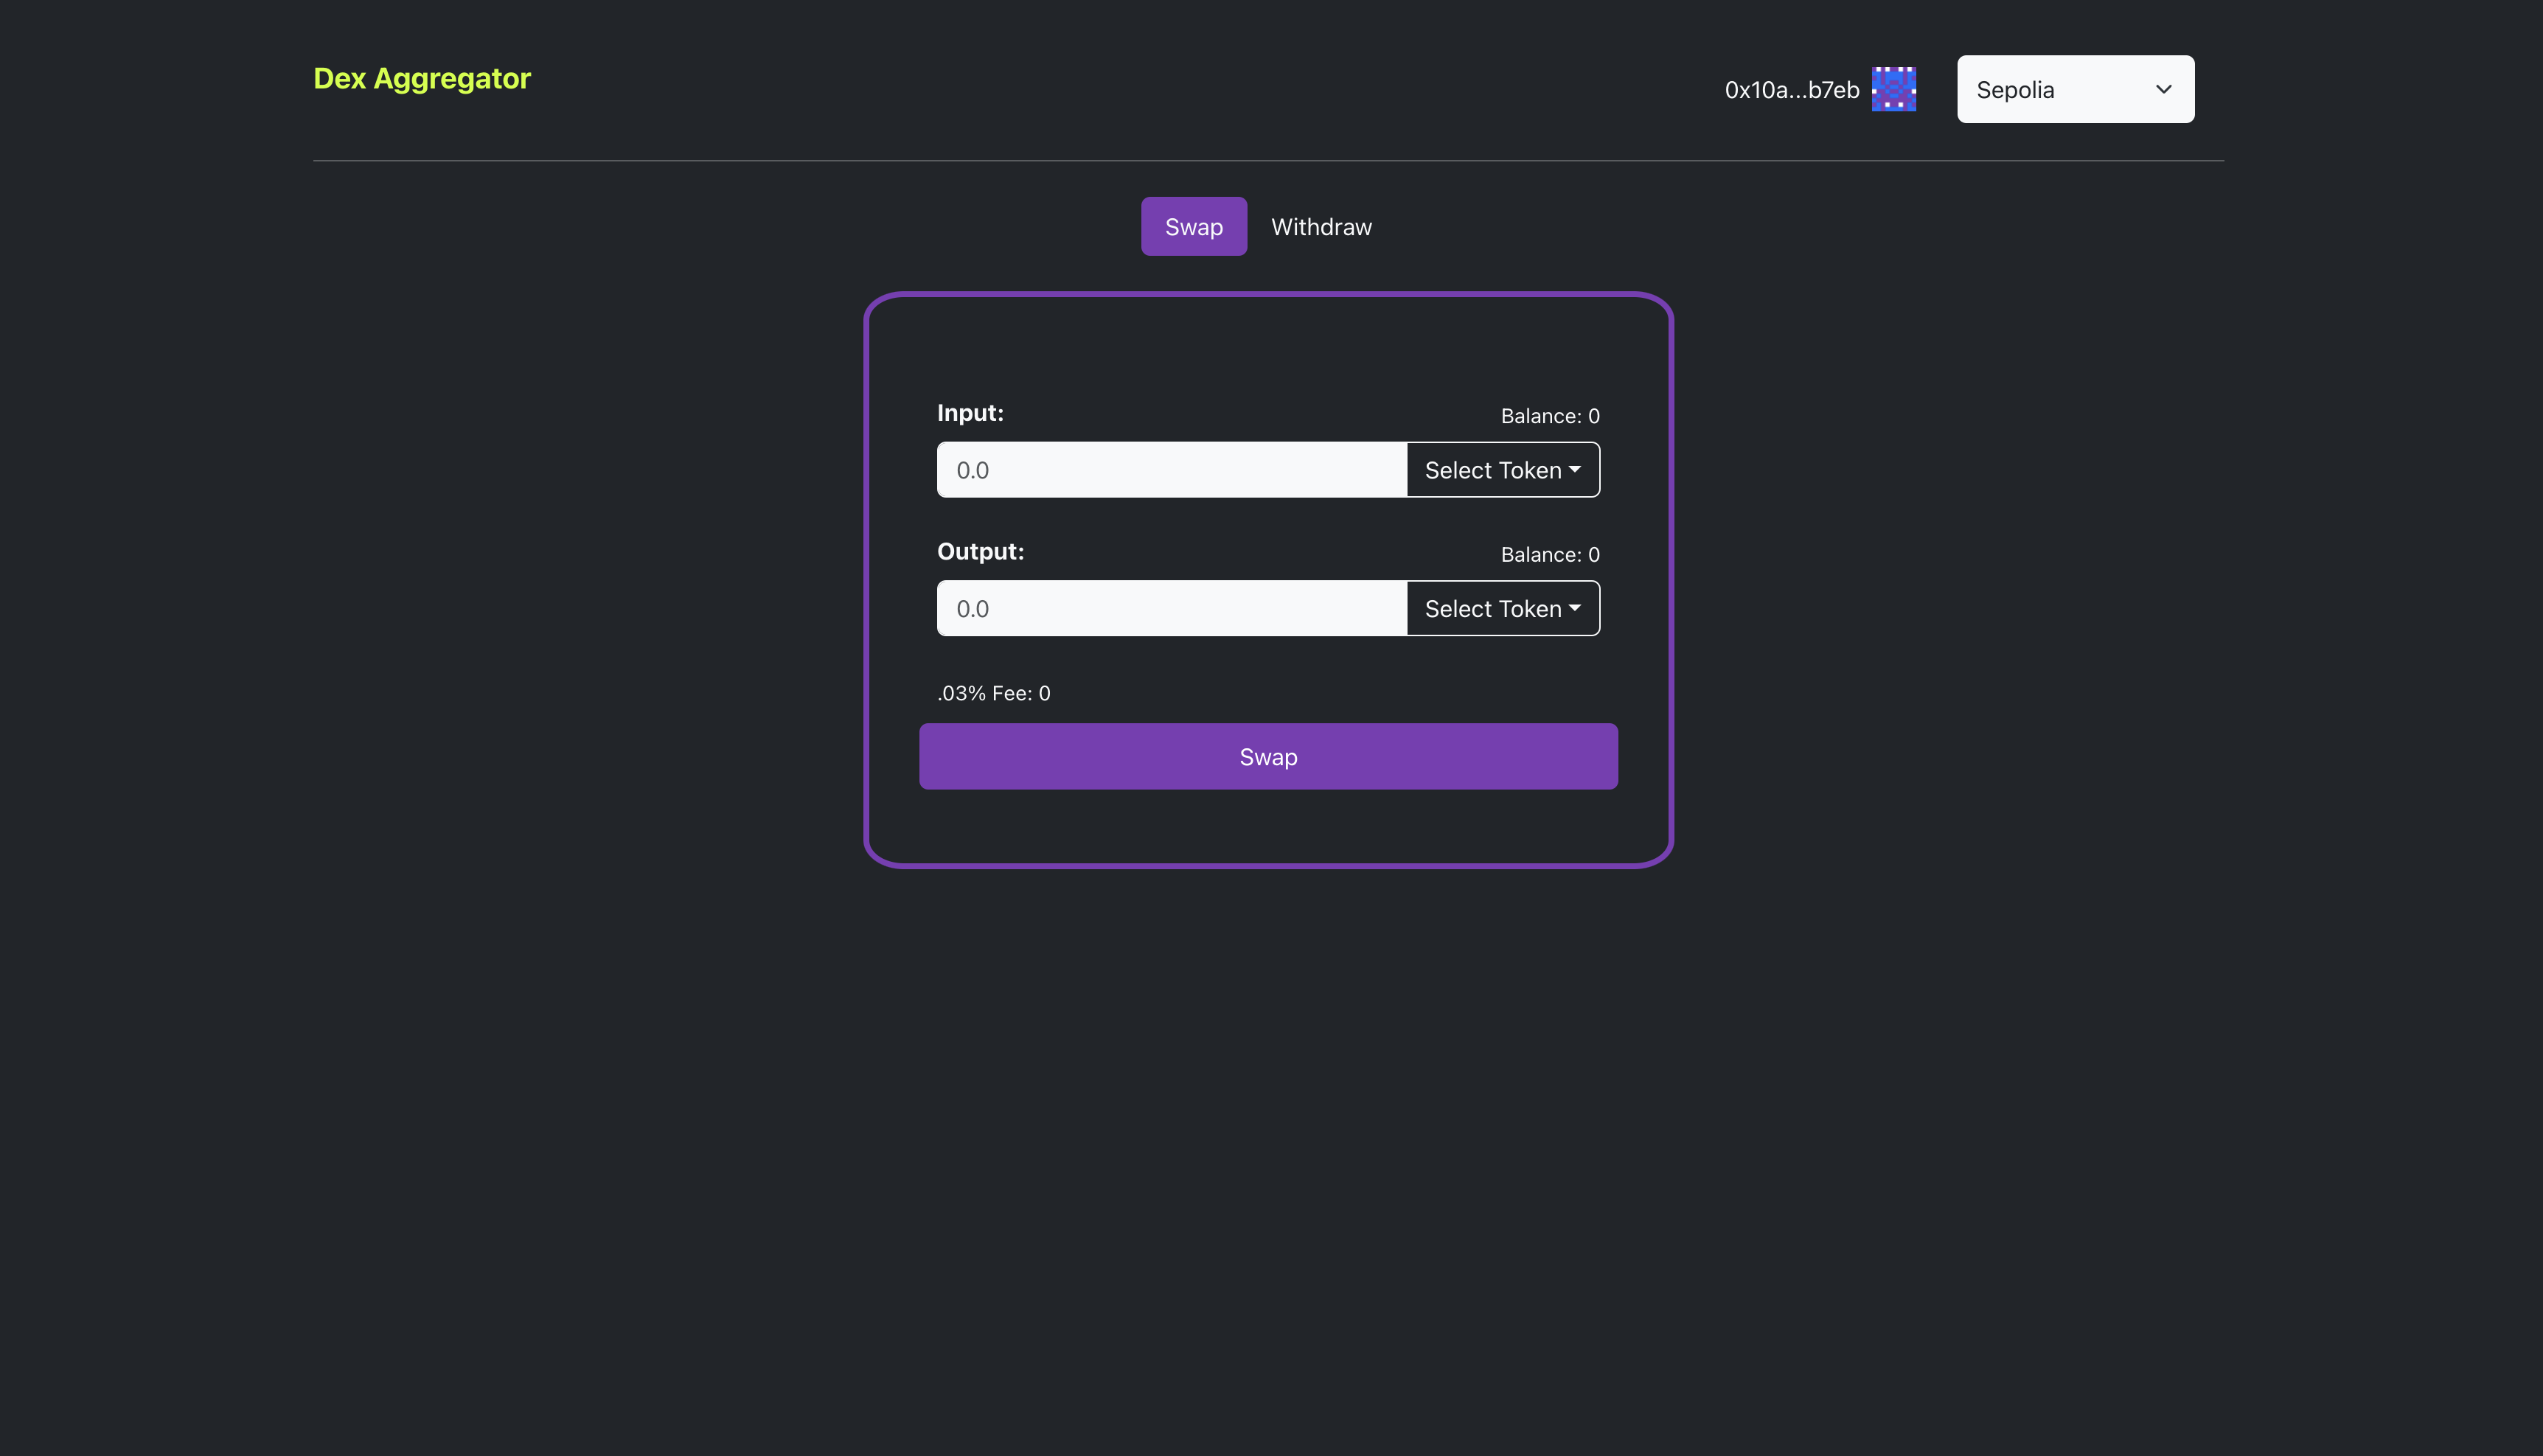 Dex Aggregator
0x10a...b7eb
Sepolia
Swap
Withdraw
Input:
Balance: 0
0.0
Select Token
Output:
Balance: 0
0.0
Select Token
.03% Fee: 0
Swap